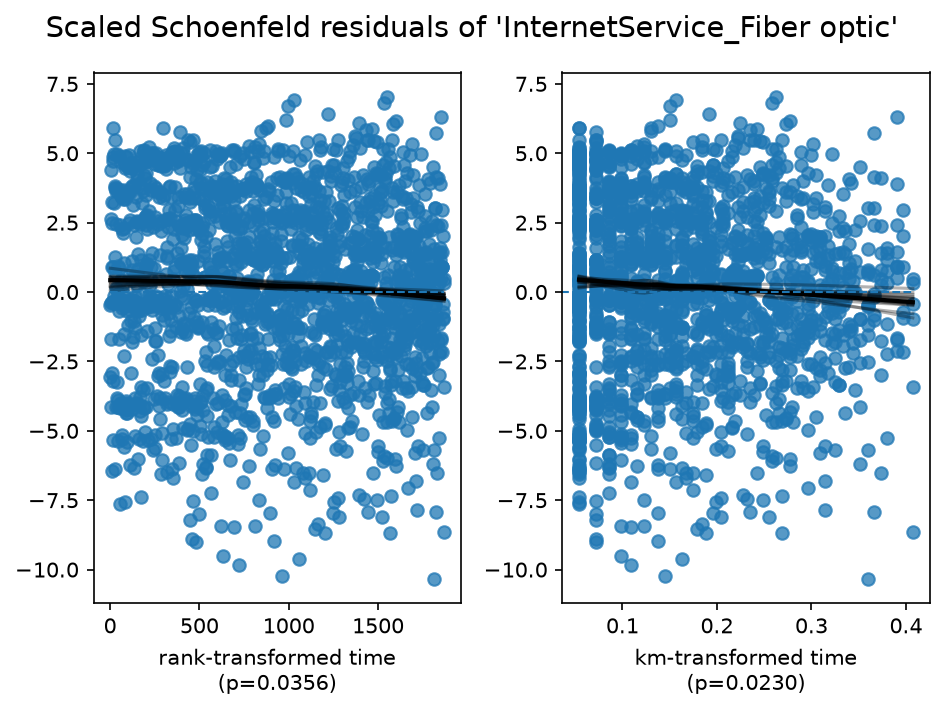 Scaled Schoenfeld residuals of 'InternetService_Fiber optic'
7.5
5.0
2.5
0.0
−2.5
−5.0
−7.5
−10.0
0 500 1000 1500
rank-transformed time
(p=0.0356)
7.5
5.0
2.5
0.0
−2.5
−5.0
−7.5
−10.0
0.1 0.2 0.3 0.4
km-transformed time
(p=0.0230)